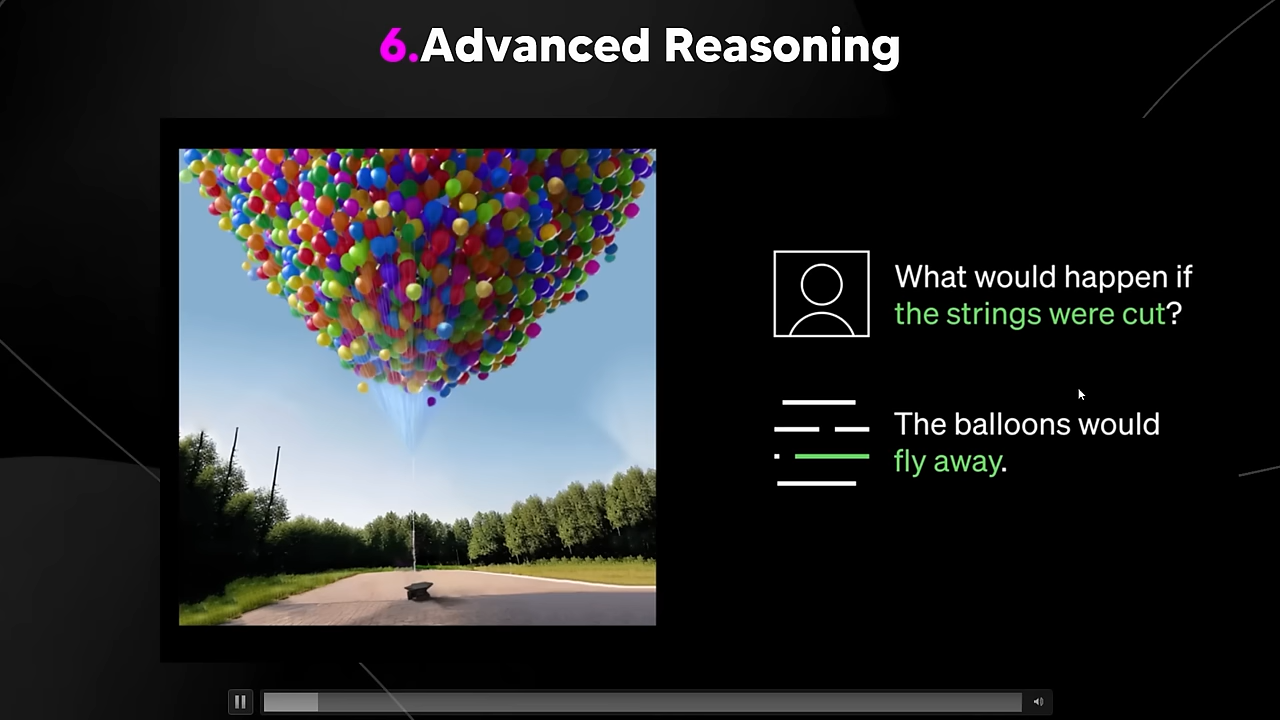 6.Advanced Reasoning
What would happen if
the strings were cut?
The balloons would
fly away.